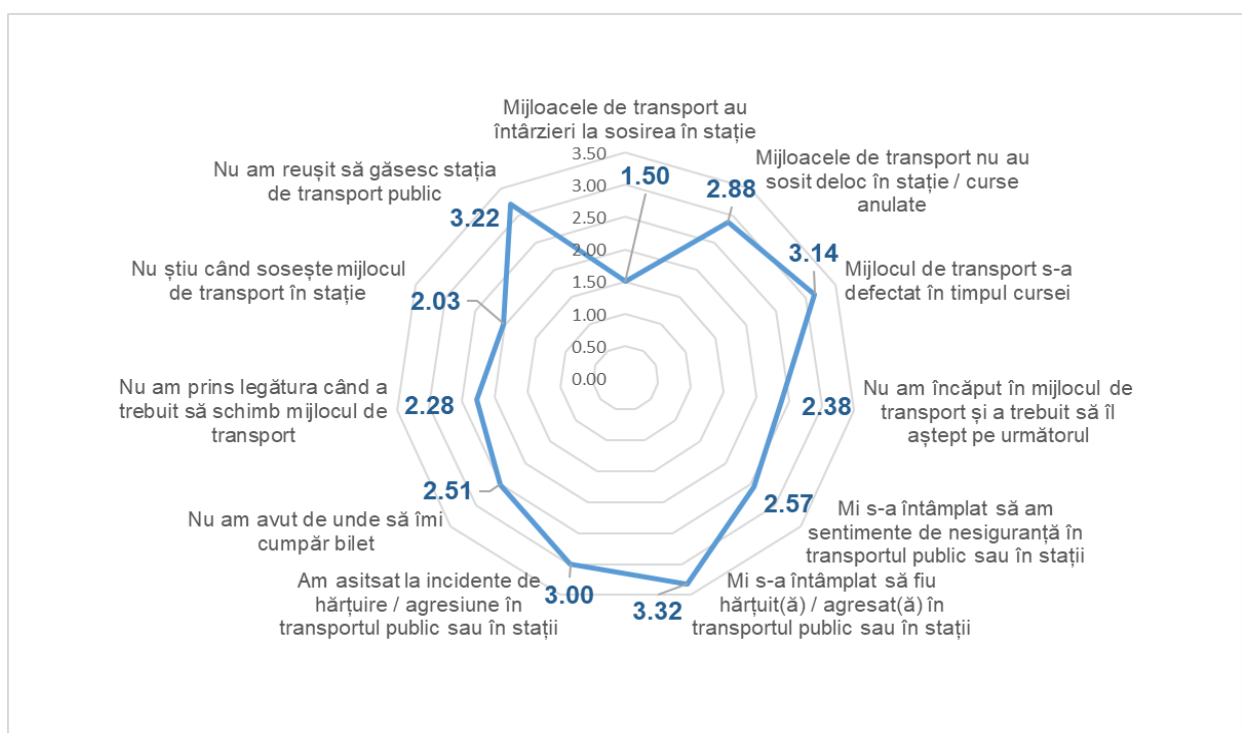 Mijloacele de transport au
întârzieri la sosirea în stație
3.50
3.00
2.50
2.00
1.50
1.00
0.50
0.00
1.50
Mijloacele de transport nu au
sosit deloc în stație / curse
anulate
2.88
Mijlocul de transport s-a
defectat în timpul cursei
3.14
Nu am încăput în mijlocul de
transport și a trebuit să îl
aștept pe următorul
2.38
Mi s-a întâmplat să am
sentimente de nesiguranță în
transportul public sau în stații
2.57
Mi s-a întâmplat să fiu
hărțuit(ă) / agresat(ă) în
transportul public sau în stații
3.32
Am asitsat la incidente de
hărțuire / agresiune în
transportul public sau în stații
3.00
Nu am avut de unde să îmi
cumpăr bilet
2.51
Nu am prins legătura când a
trebuit să schimb mijlocul de
transport
2.28
Nu știu când sosește mijlocul
de transport în stație
2.03
Nu am reușit să găsesc stația
de transport public
3.22